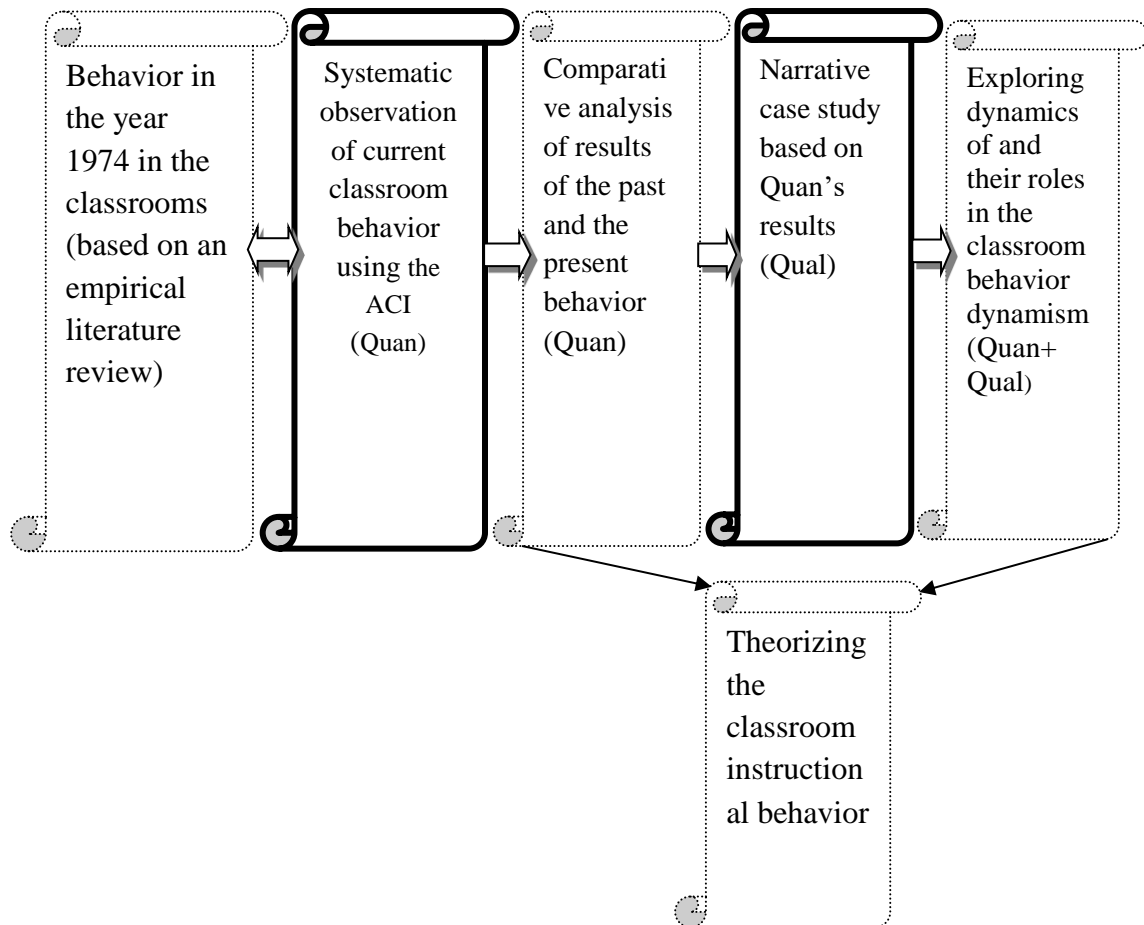 Behavior in
the year
1974 in the
classrooms
(based on an
empirical
literature
review)
Systematic
observation
of current
classroom
behavior
using the
ACI
(Quan)
Comparati
ve analysis
of results
of the past
and the
present
behavior
(Quan)
Narrative
case study
based on
Quan’s
results
(Qual)
Exploring
dynamics
of and
their roles
in the
classroom
behavior
dynamism
(Quan+
Qual)
Theorizing
the
classroom
instruction
al behavior